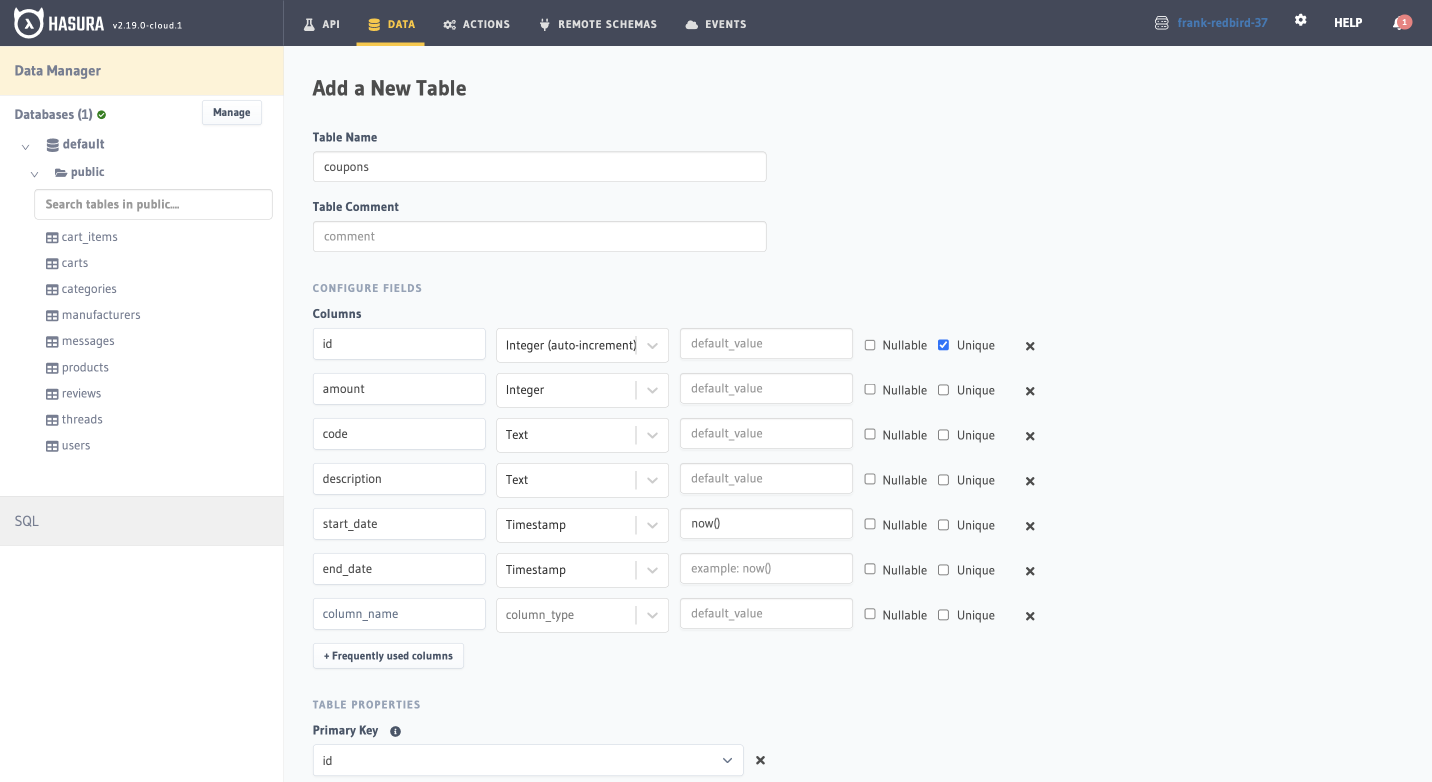 HASURA v2.19.0-cloud.1 API DATA ACTIONS REMOTE SCHEMAS EVENTS frank-redbird-37 HELP 1
Data Manager
Databases (1) Manage
default
public
Search tables in public....
cart_items
carts
categories
manufacturers
messages
products
reviews
threads
users
SQL
Add a New Table
Table Name
coupons
Table Comment
comment
CONFIGURE FIELDS
Columns
id Integer (auto-increment) default_value Nullable Unique
amount Integer default_value Nullable Unique
code Text default_value Nullable Unique
description Text default_value Nullable Unique
start_date Timestamp now() Nullable Unique
end_date Timestamp example: now() Nullable Unique
column_name column_type default_value Nullable Unique
+ Frequently used columns
TABLE PROPERTIES
Primary Key
id